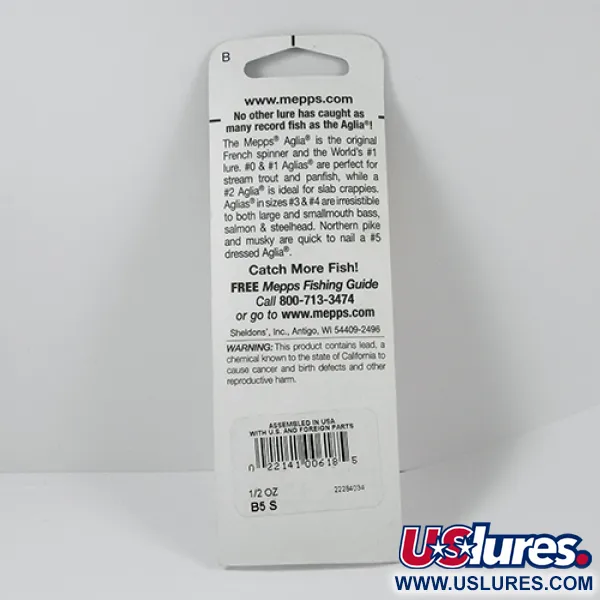 B
www.mepps.com
No other lure has caught as
many record fish as the Aglia®!
The Mepps® Aglia® is the original
French spinner and the World's #1
lure. #0 & #1 Aglias® are perfect for
stream trout and panfish, while a
#2 Aglia® is ideal for slab crappies.
Aglias® in sizes #3 & #4 are irresistible
to both large and smallmouth bass,
salmon & steelhead. Northern pike
and musky are quick to nail a #5
dressed Aglia®.
Catch More Fish!
FREE Mepps Fishing Guide
Call 800-713-3474
or go to www.mepps.com
Sheldons', Inc., Antigo, WI 54409-2496
WARNING: This product contains lead, a
chemical known to the state of California to
cause cancer and birth defects and other
reproductive harm.
ASSEMBLED IN USA
WITH U.S. AND FOREIGN PARTS
0 22141 00618 5
1/2 OZ 22284034
B5 S
USlures.
WWW.USLURES.COM